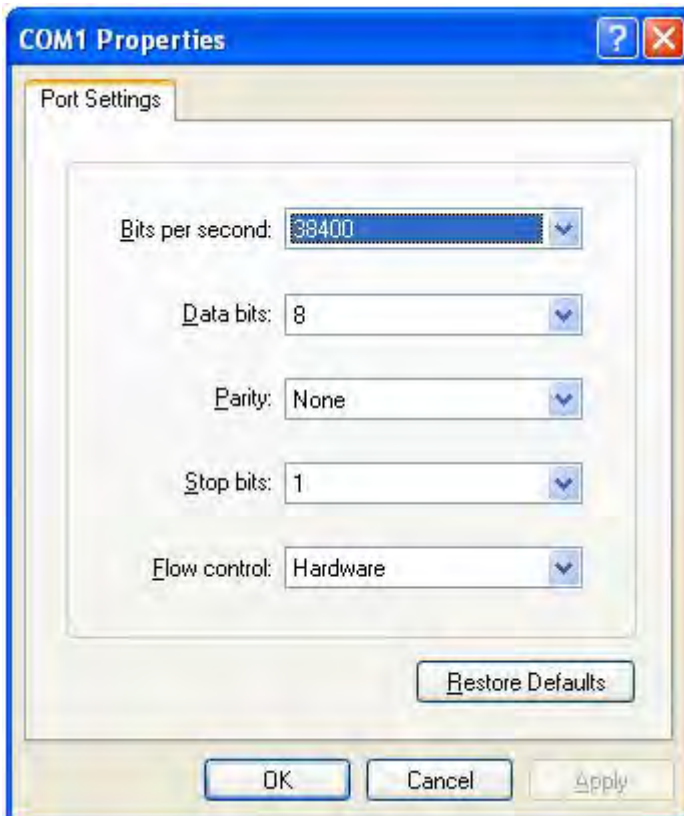 COM1 Properties
Port Settings
Bits per second: 38400
Data bits: 8
Parity: None
Stop bits: 1
Flow control: Hardware
Restore Defaults
OK Cancel Apply